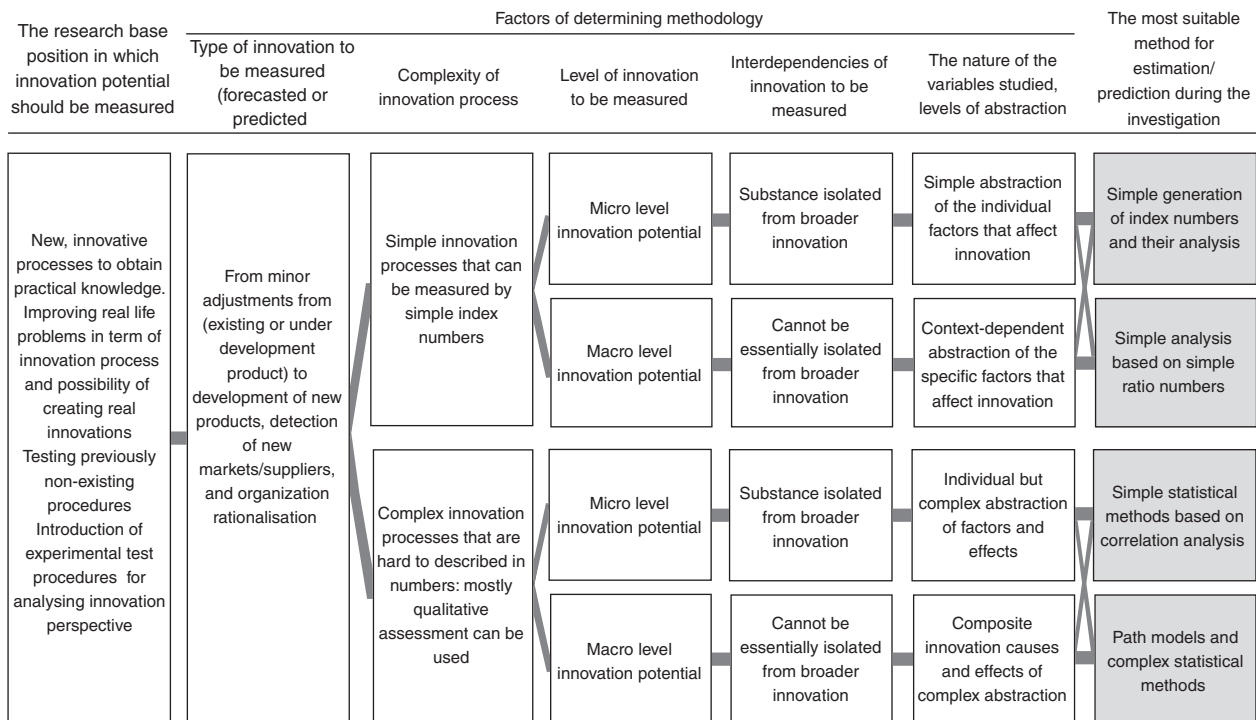 The research base
position in which
innovation potential
should be measured
Factors of determining methodology
Type of innovation to
be measured
(forecasted or
predicted
Complexity of
innovation process
Level of innovation
to be measured
Interdependencies of
innovation to be
measured
The nature of the
variables studied,
levels of abstraction
The most suitable
method for
estimation/
prediction during the
investigation
New, innovative
processes to obtain
practical knowledge.
Improving real life
problems in term of
innovation process
and possibility of
creating real
innovations
Testing previously
non-existing
procedures
Introduction of
experimental test
procedures for
analysing innovation
perspective
From minor
adjustments from
(existing or under
development
product) to
development of new
products, detection
of new
markets/suppliers,
and organization
rationalisation
Simple innovation
processes that can
be measured by
simple index
numbers
Micro level
innovation potential
Substance isolated
from broader
innovation
Simple abstraction
of the individual
factors that affect
innovation
Simple generation
of index numbers
and their analysis
Macro level
innovation potential
Cannot be
essentially isolated
from broader
innovation
Context-dependent
abstraction of the
specific factors that
affect innovation
Simple analysis
based on simple
ratio numbers
Complex innovation
processes that are
hard to described in
numbers: mostly
qualitative
assessment can be
used
Micro level
innovation potential
Substance isolated
from broader
innovation
Individual but
complex abstraction
of factors and
effects
Simple statistical
methods based on
correlation analysis
Macro level
innovation potential
Cannot be
essentially isolated
from broader
innovation
Composite
innovation causes
and effects of
complex abstraction
Path models and
complex statistical
methods